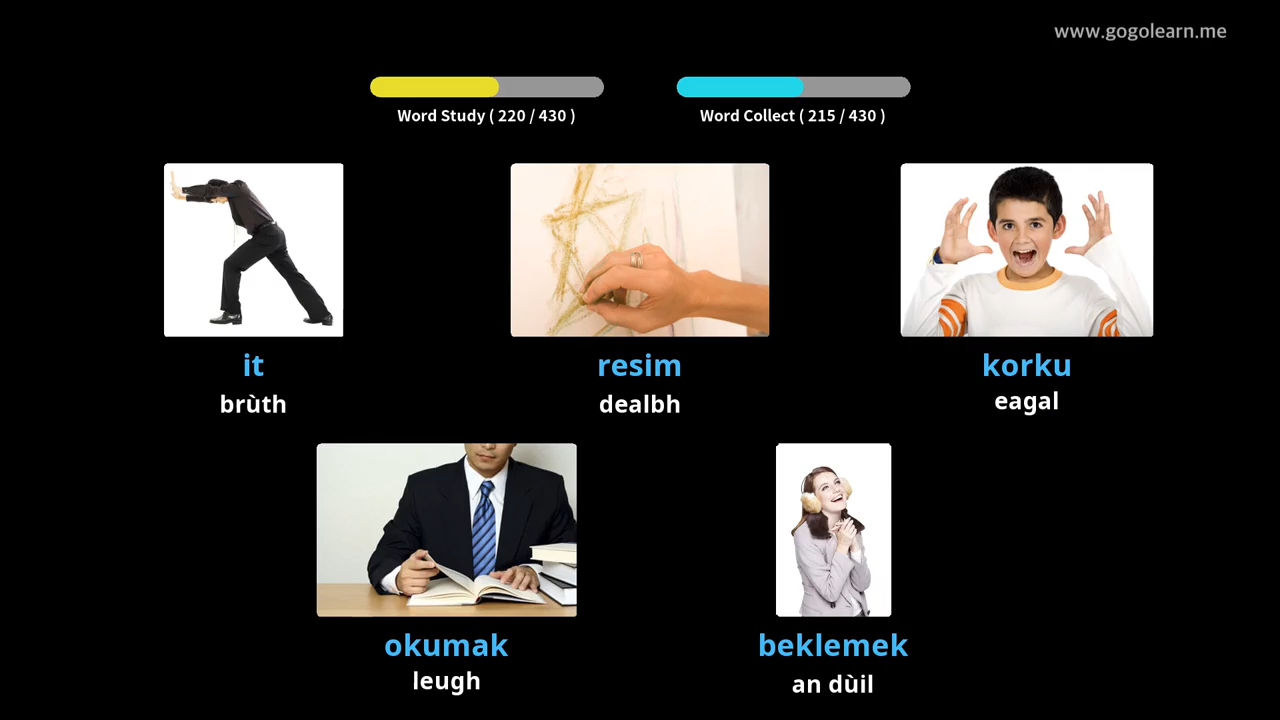 www.gogolearn.me
Word Study ( 220 / 430 )
Word Collect ( 215 / 430 )
it
brùth
resim
dealbh
korku
eagal
okumak
leugh
beklemek
an dùil